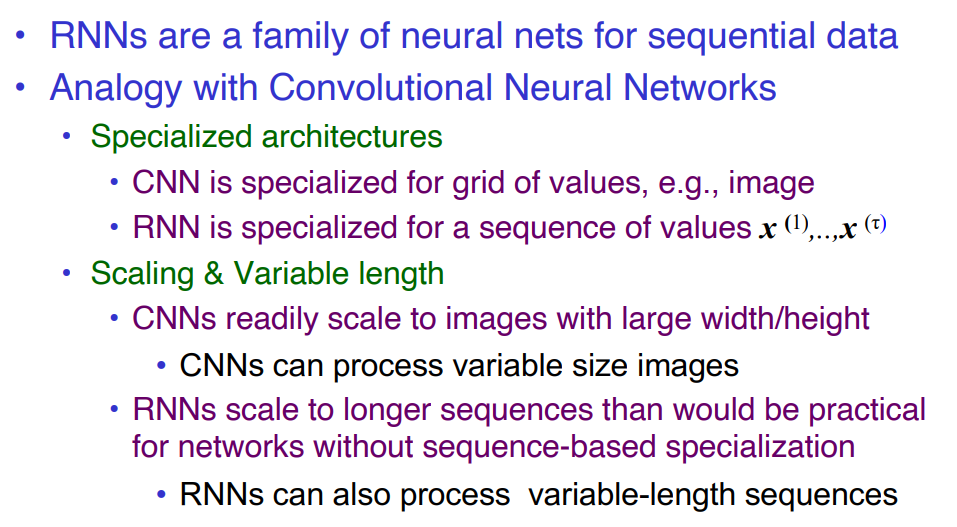 • RNNs are a family of neural nets for sequential data
• Analogy with Convolutional Neural Networks
• Specialized architectures
• CNN is specialized for grid of values, e.g., image
• RNN is specialized for a sequence of values x (1),..,x (τ)
• Scaling & Variable length
• CNNs readily scale to images with large width/height
• CNNs can process variable size images
• RNNs scale to longer sequences than would be practical
for networks without sequence-based specialization
• RNNs can also process variable-length sequences